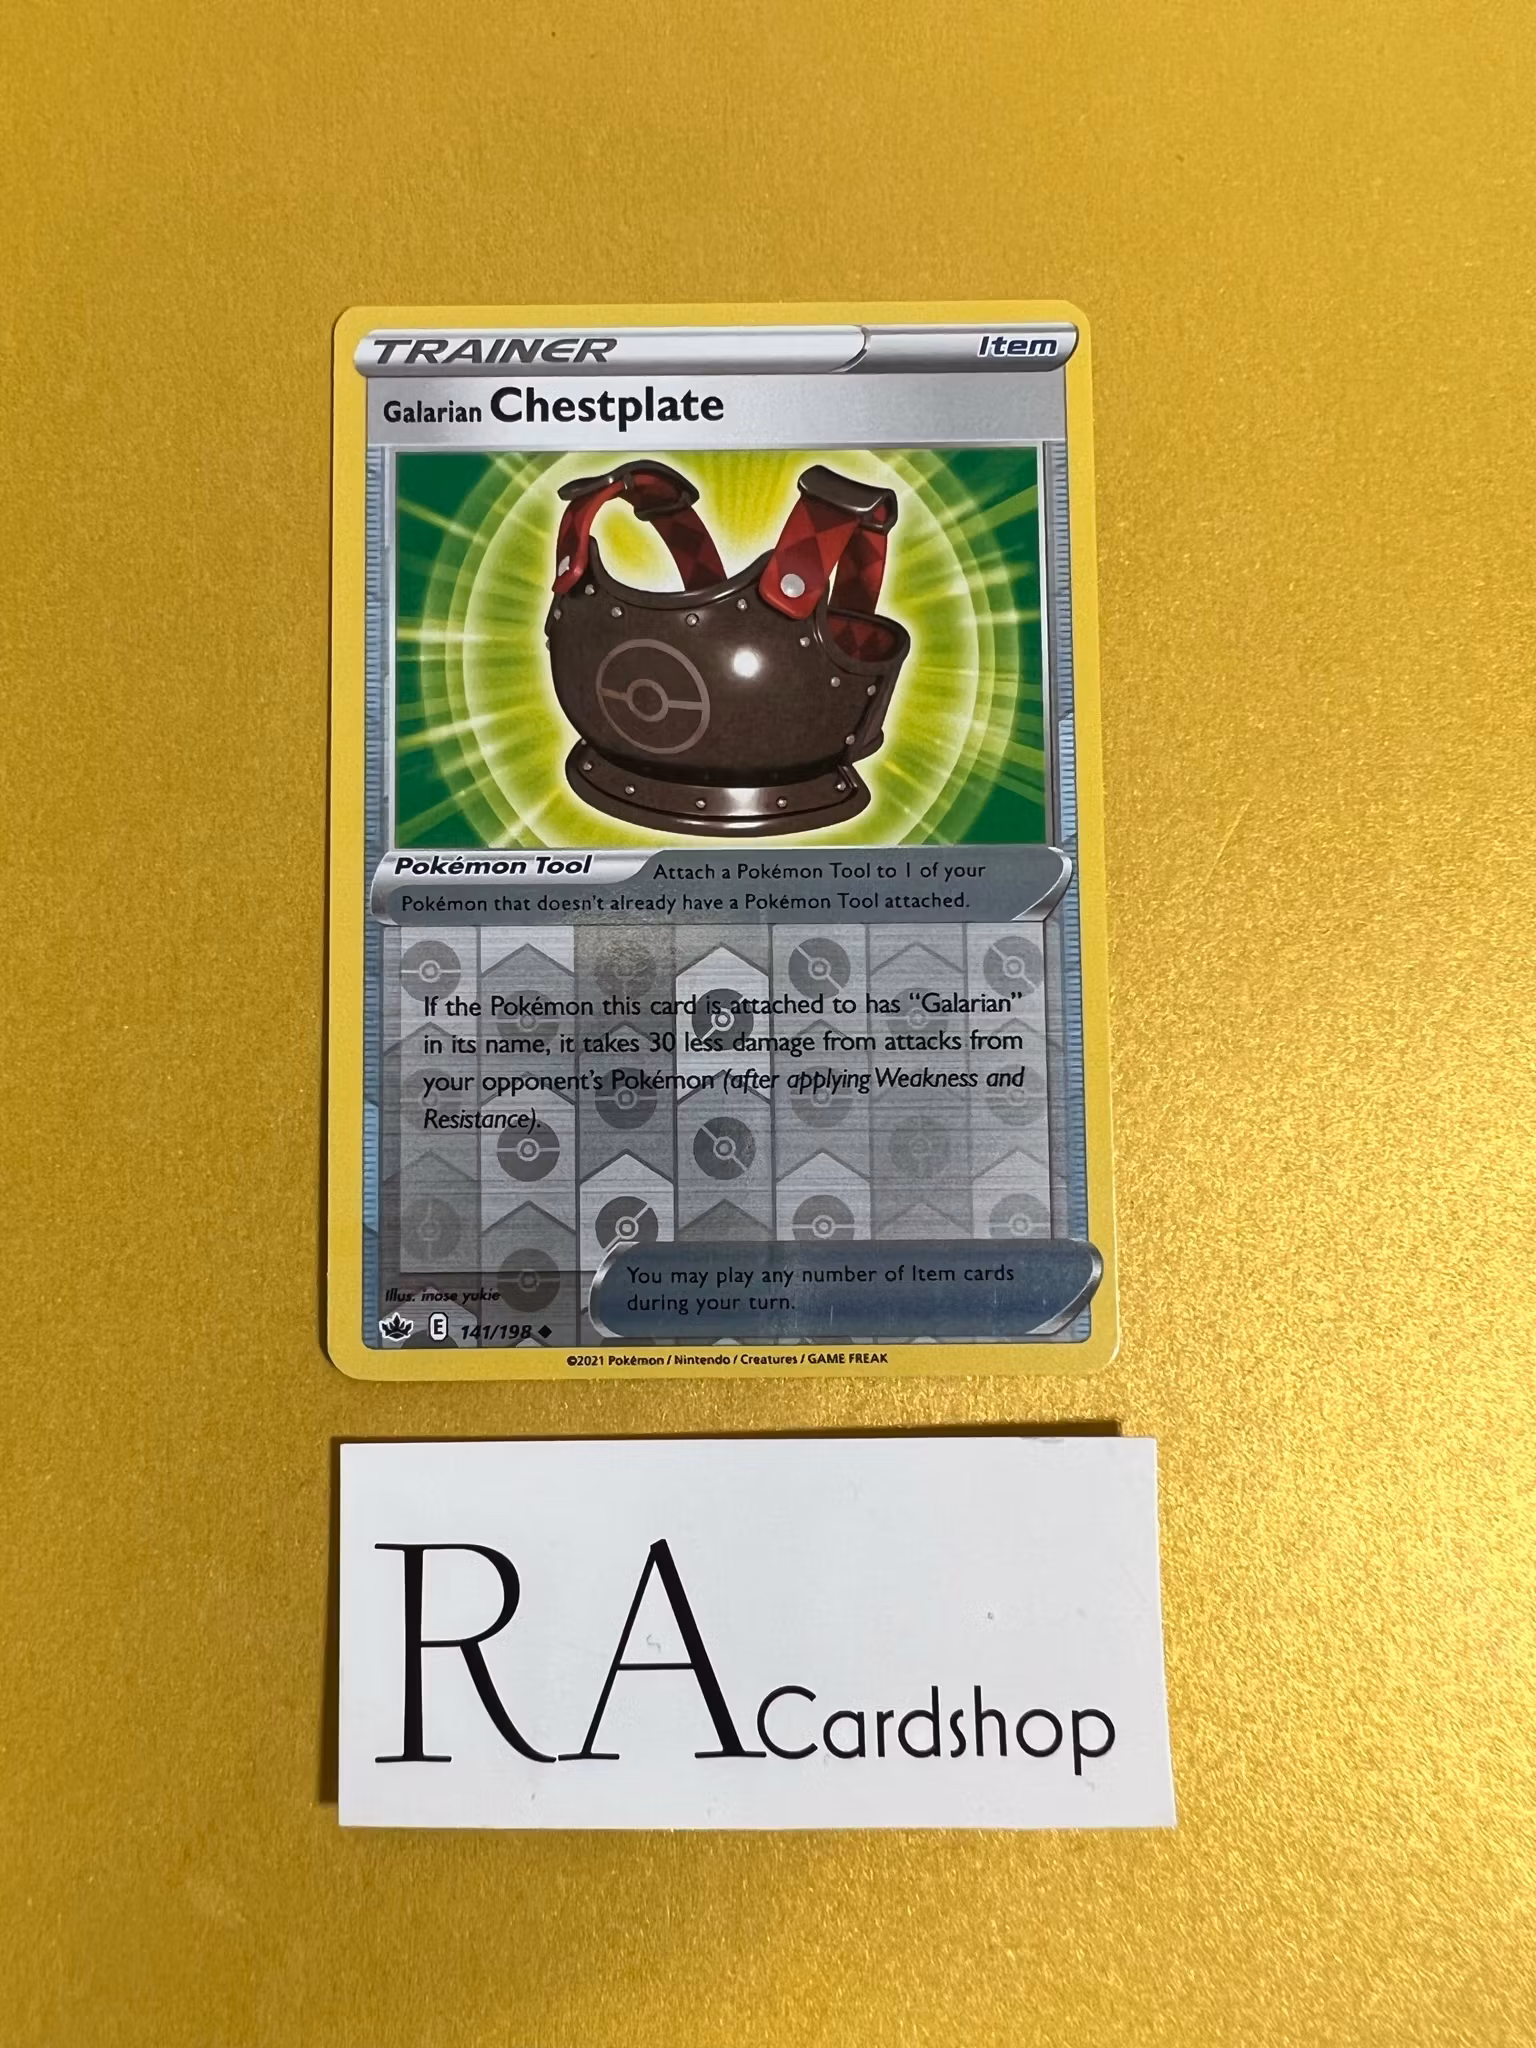 TRAINER Item
Galarian Chestplate
Pokémon Tool Attach a Pokémon Tool to 1 of your
Pokémon that doesn't already have a Pokémon Tool attached.
If the Pokémon this card is attached to has “Galarian”
in its name, it takes 30 less damage from attacks from
your opponent's Pokémon (after applying Weakness and
Resistance).
You may play any number of Item cards
during your turn.
Illus. inose yukie
E 141/198
©2021 Pokémon / Nintendo / Creatures / GAME FREAK
RA Cardshop